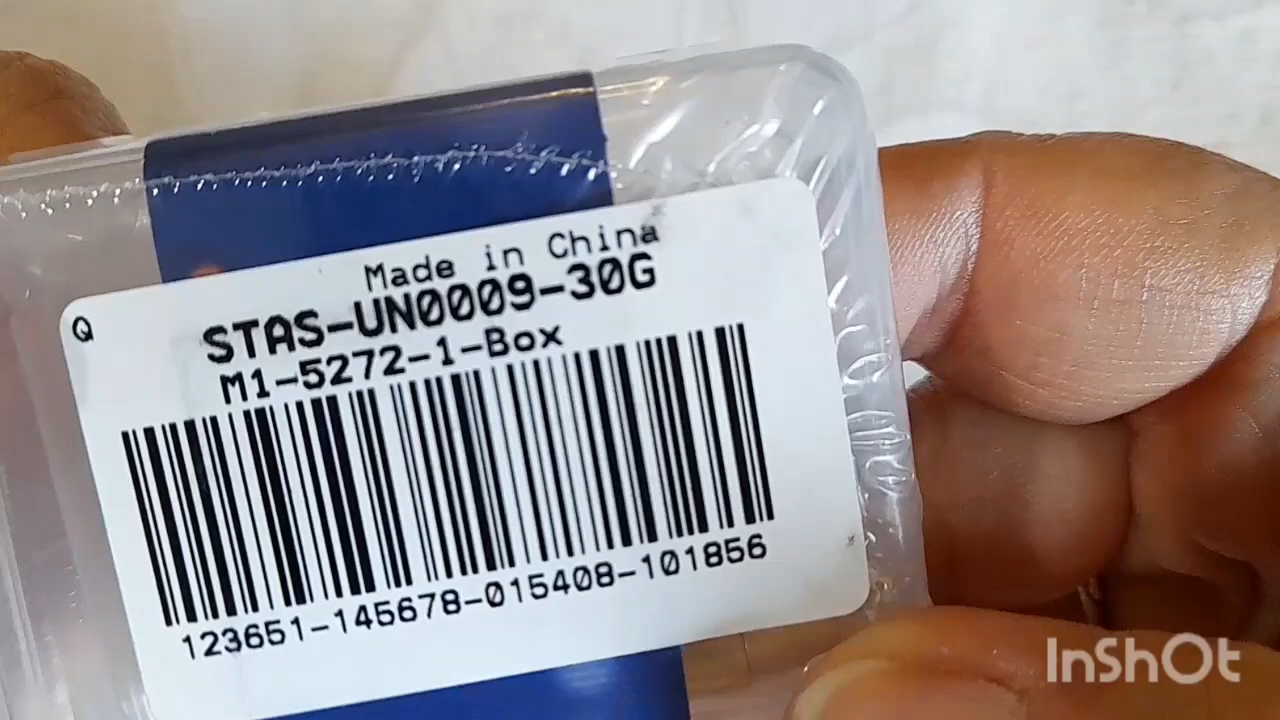 Made in China
Q
STAS-UN0009-30G
M1-5272-1-Box
123651-145678-015408-101856
InShOt